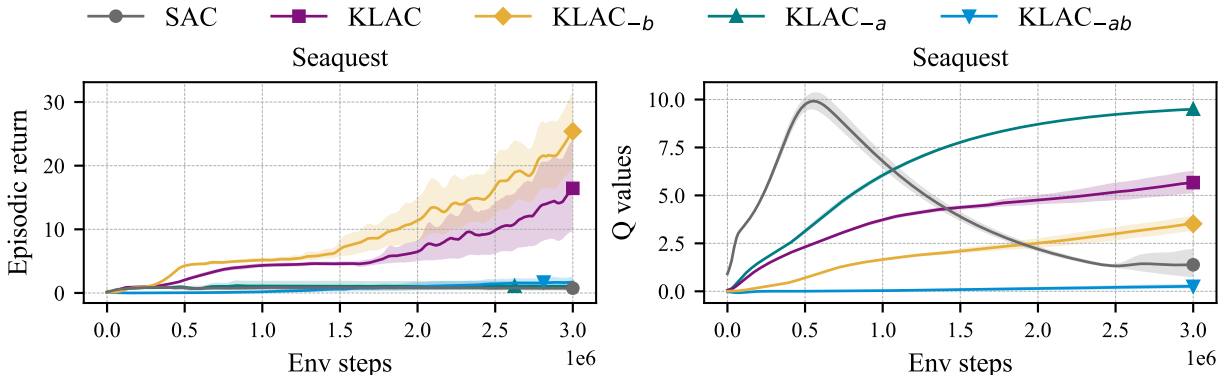 SAC KLAC KLAC−b KLAC−a KLAC−ab
Seaquest
Episodic return
30
20
10
0
0.0 0.5 1.0 1.5 2.0 2.5 3.0
1e6
Env steps
Seaquest
Q values
10.0
7.5
5.0
2.5
0.0
0.0 0.5 1.0 1.5 2.0 2.5 3.0
1e6
Env steps